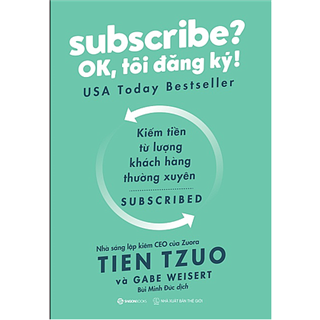 subscribe?
OK, tôi đăng ký!
USA Today Bestseller
Kiếm tiền
từ lượng
khách hàng
thường xuyên
SUBSCRIBED
Nhà sáng lập kiêm CEO của Zuora
TIEN TZUO
và GABE WEISERT
Bùi Minh Đức dịch
NHÀ XUẤT BẢN THẾ GIỚI